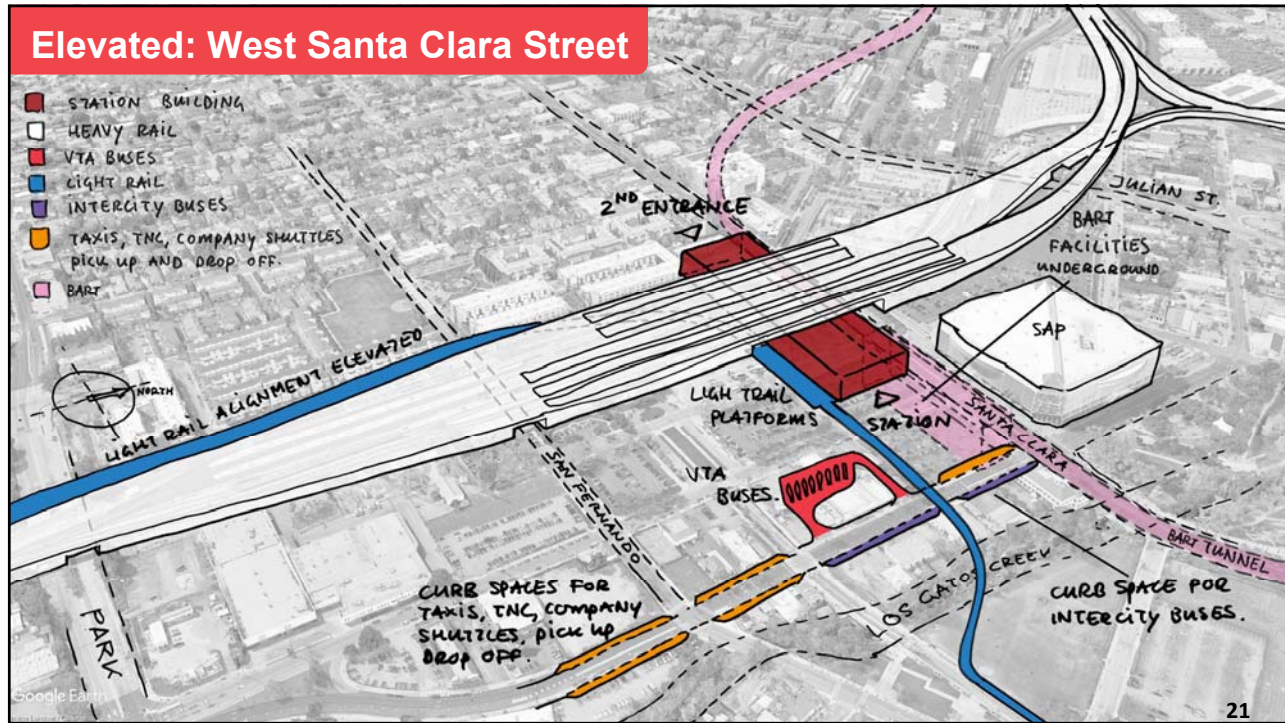 Elevated: West Santa Clara Street
STATION BUILDING
HEAVY RAIL
VTA BUSES
LIGHT RAIL
INTERCITY BUSES
TAXIS, TNC, COMPANY SHUTTLES
PICK UP AND DROP OFF.
BART
2ND ENTRANCE
JULIAN ST.
BART
FACILITIES
UNDERGROUND
SAP
NORTH
LIGHT RAIL ALIGNMENT ELEVATED
LIGH TRAIL
PLATFORMS
STATION
SANTA CLARA
VTA
BUSES.
SAN FERNANDO
BART TUNNEL
LOS GATOS CREEK
CURB SPACES FOR
TAXIS, TNC, COMPANY
SHUTTLES, PICK UP
DROP OFF.
CURB SPACE FOR
INTERCITY BUSES.
PARK
Google Earth
21